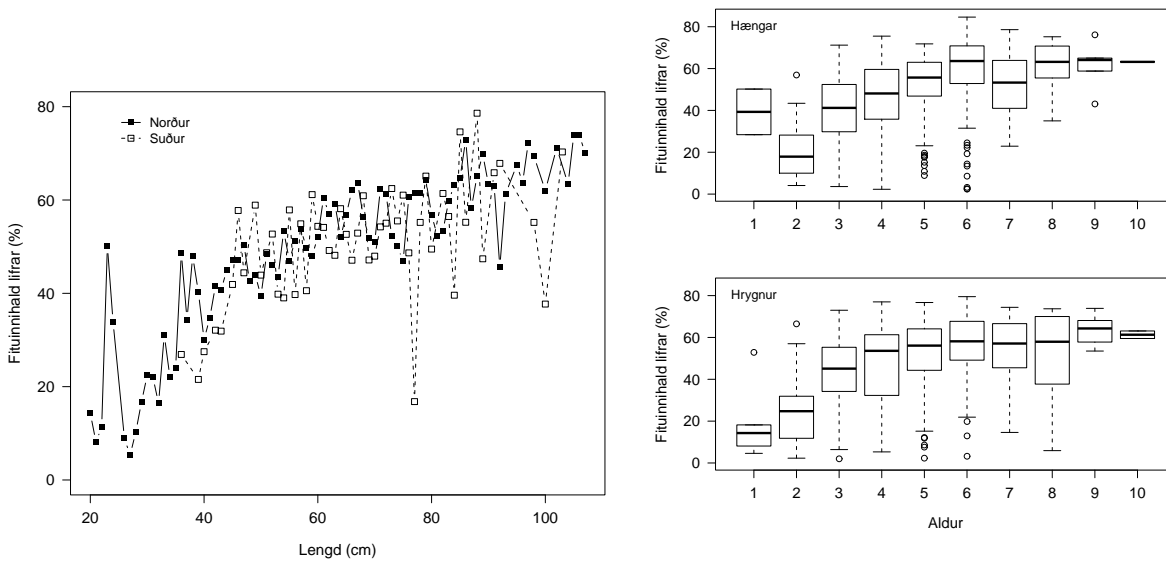 Fituinnihald lifrar (%)
80
60
40
20
0
Norður
Suður
20 40 60 80 100
Lengd (cm)
Fituinnihald lifrar (%)
80
60
40
20
0
Hængar
1 2 3 4 5 6 7 8 9 10
Fituinnihald lifrar (%)
80
60
40
20
0
Hrygnur
1 2 3 4 5 6 7 8 9 10
Aldur